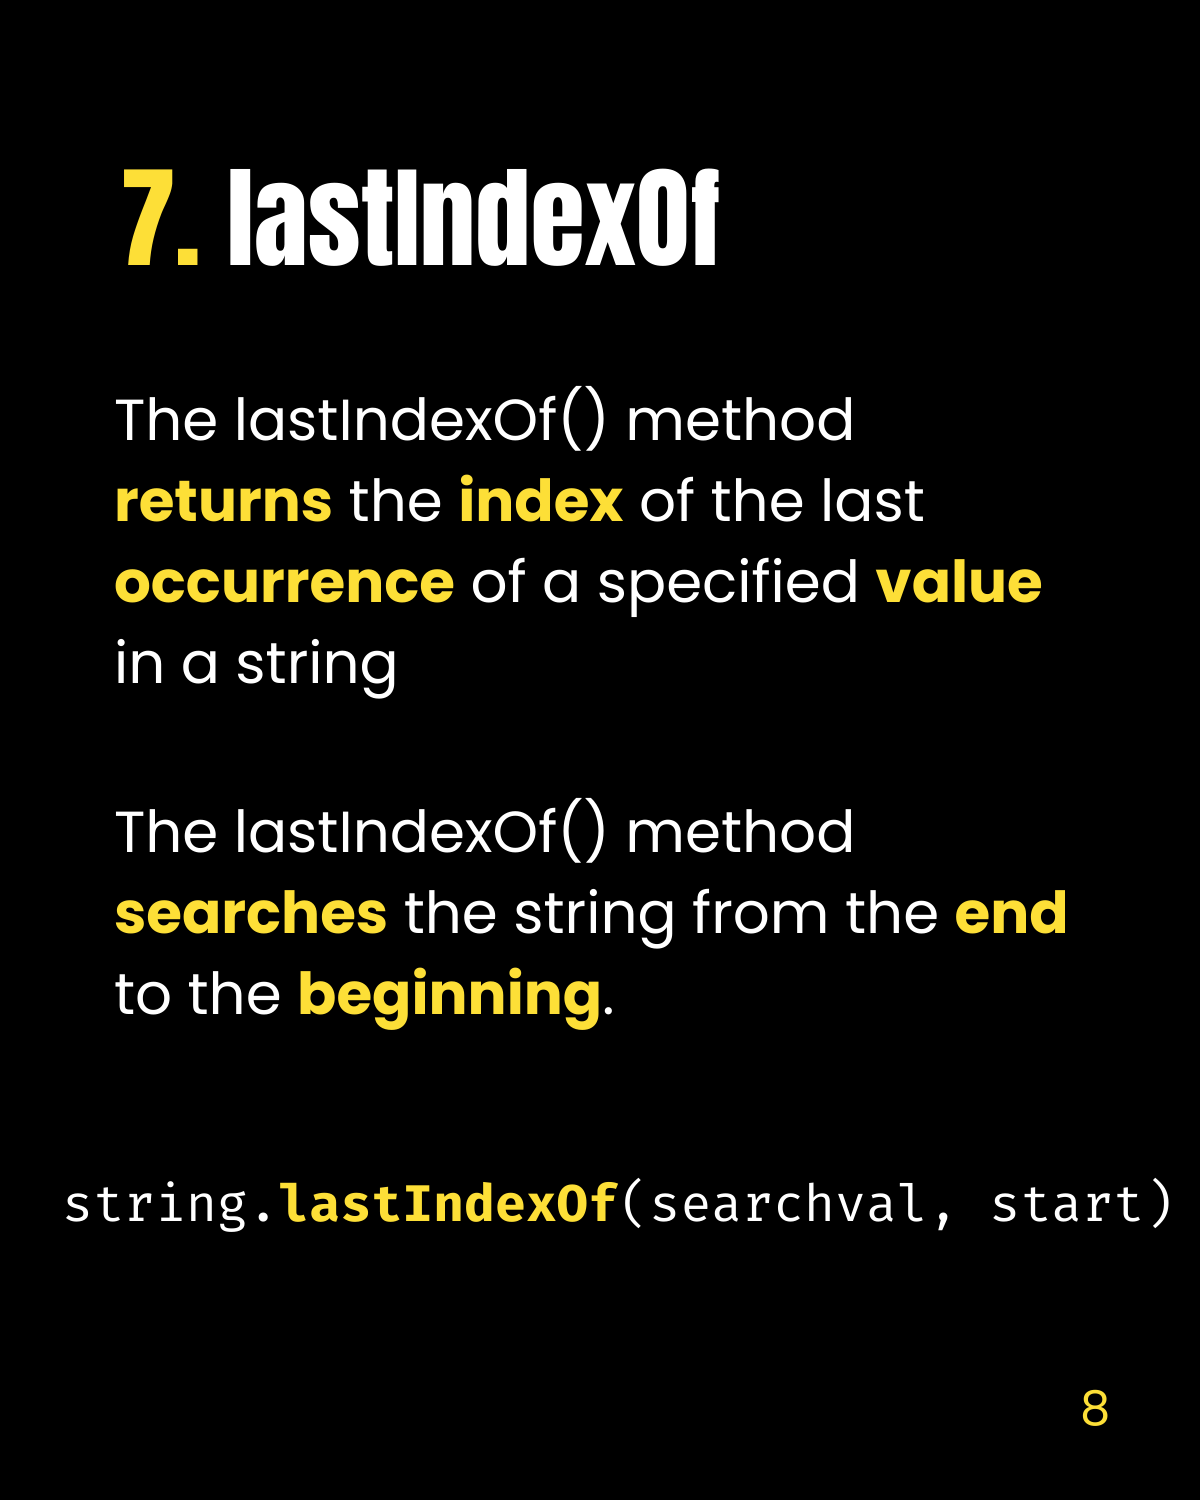 7. lastIndexOf
The lastIndexOf() method
returns the index of the last
occurrence of a specified value
in a string
The lastIndexOf() method
searches the string from the end
to the beginning.
string.lastIndexOf(searchval, start)
8